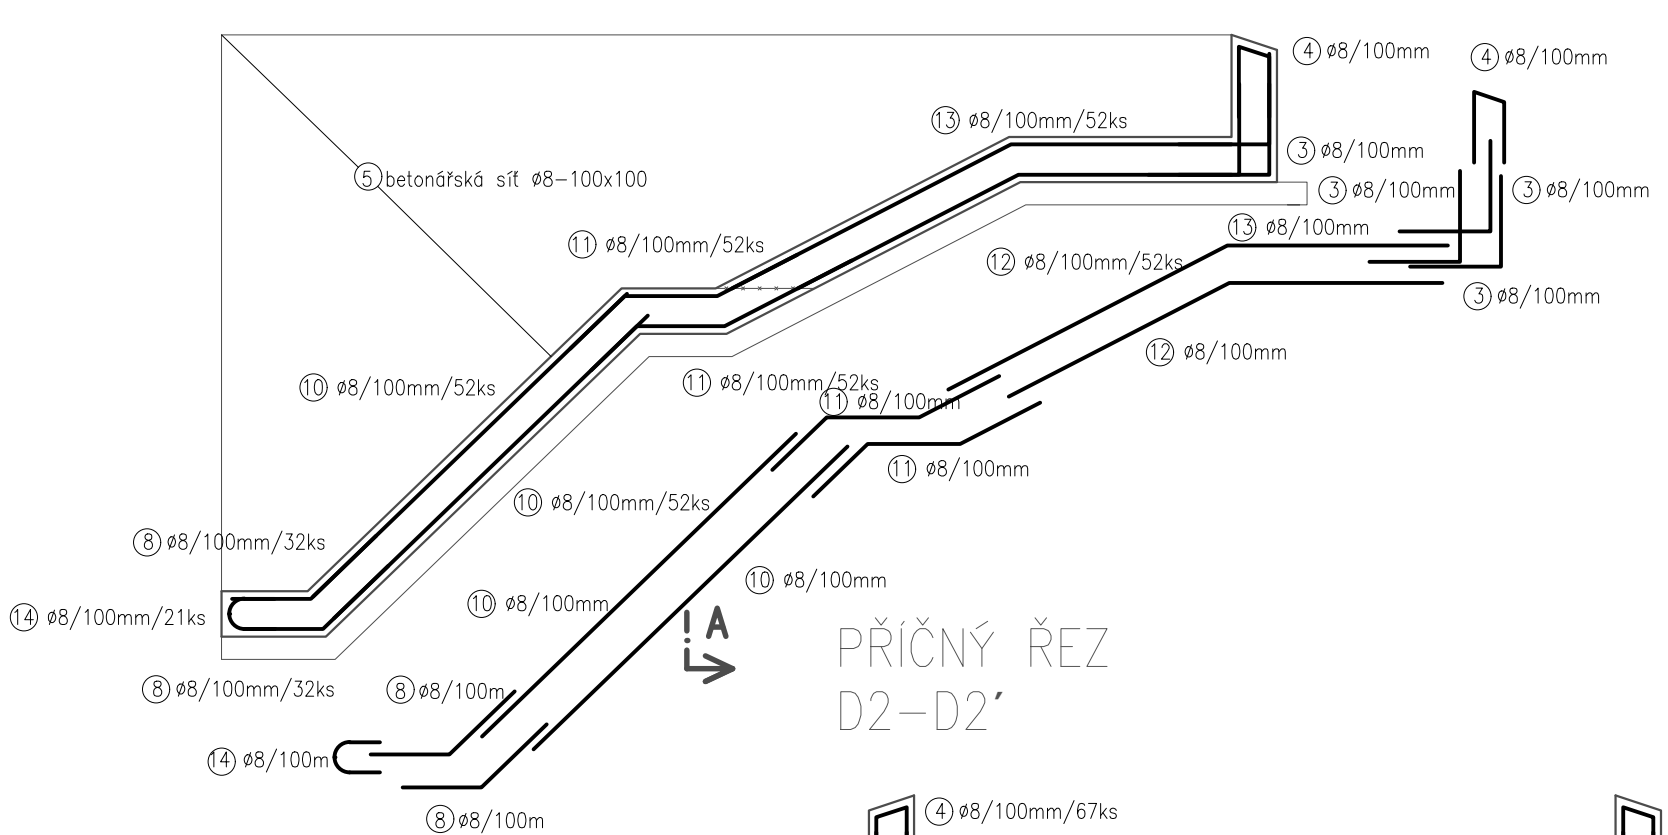 4 ø8/100mm
4 ø8/100mm
13 ø8/100mm/52ks
3 ø8/100mm
5 betonářská síť ø8-100x100
3 ø8/100mm
3 ø8/100mm
11 ø8/100mm/52ks
13 ø8/100mm
12 ø8/100mm/52ks
3 ø8/100mm
12 ø8/100mm
10 ø8/100mm/52ks
11 ø8/100mm/52ks
11 ø8/100mm
11 ø8/100mm
10 ø8/100mm/52ks
8 ø8/100mm/32ks
10 ø8/100mm
10 ø8/100mm
14 ø8/100mm/21ks
A
PŘÍČNÝ ŘEZ
D2-D2'
8 ø8/100mm/32ks
8 ø8/100m
14 ø8/100m
8 ø8/100m
4 ø8/100mm/67ks